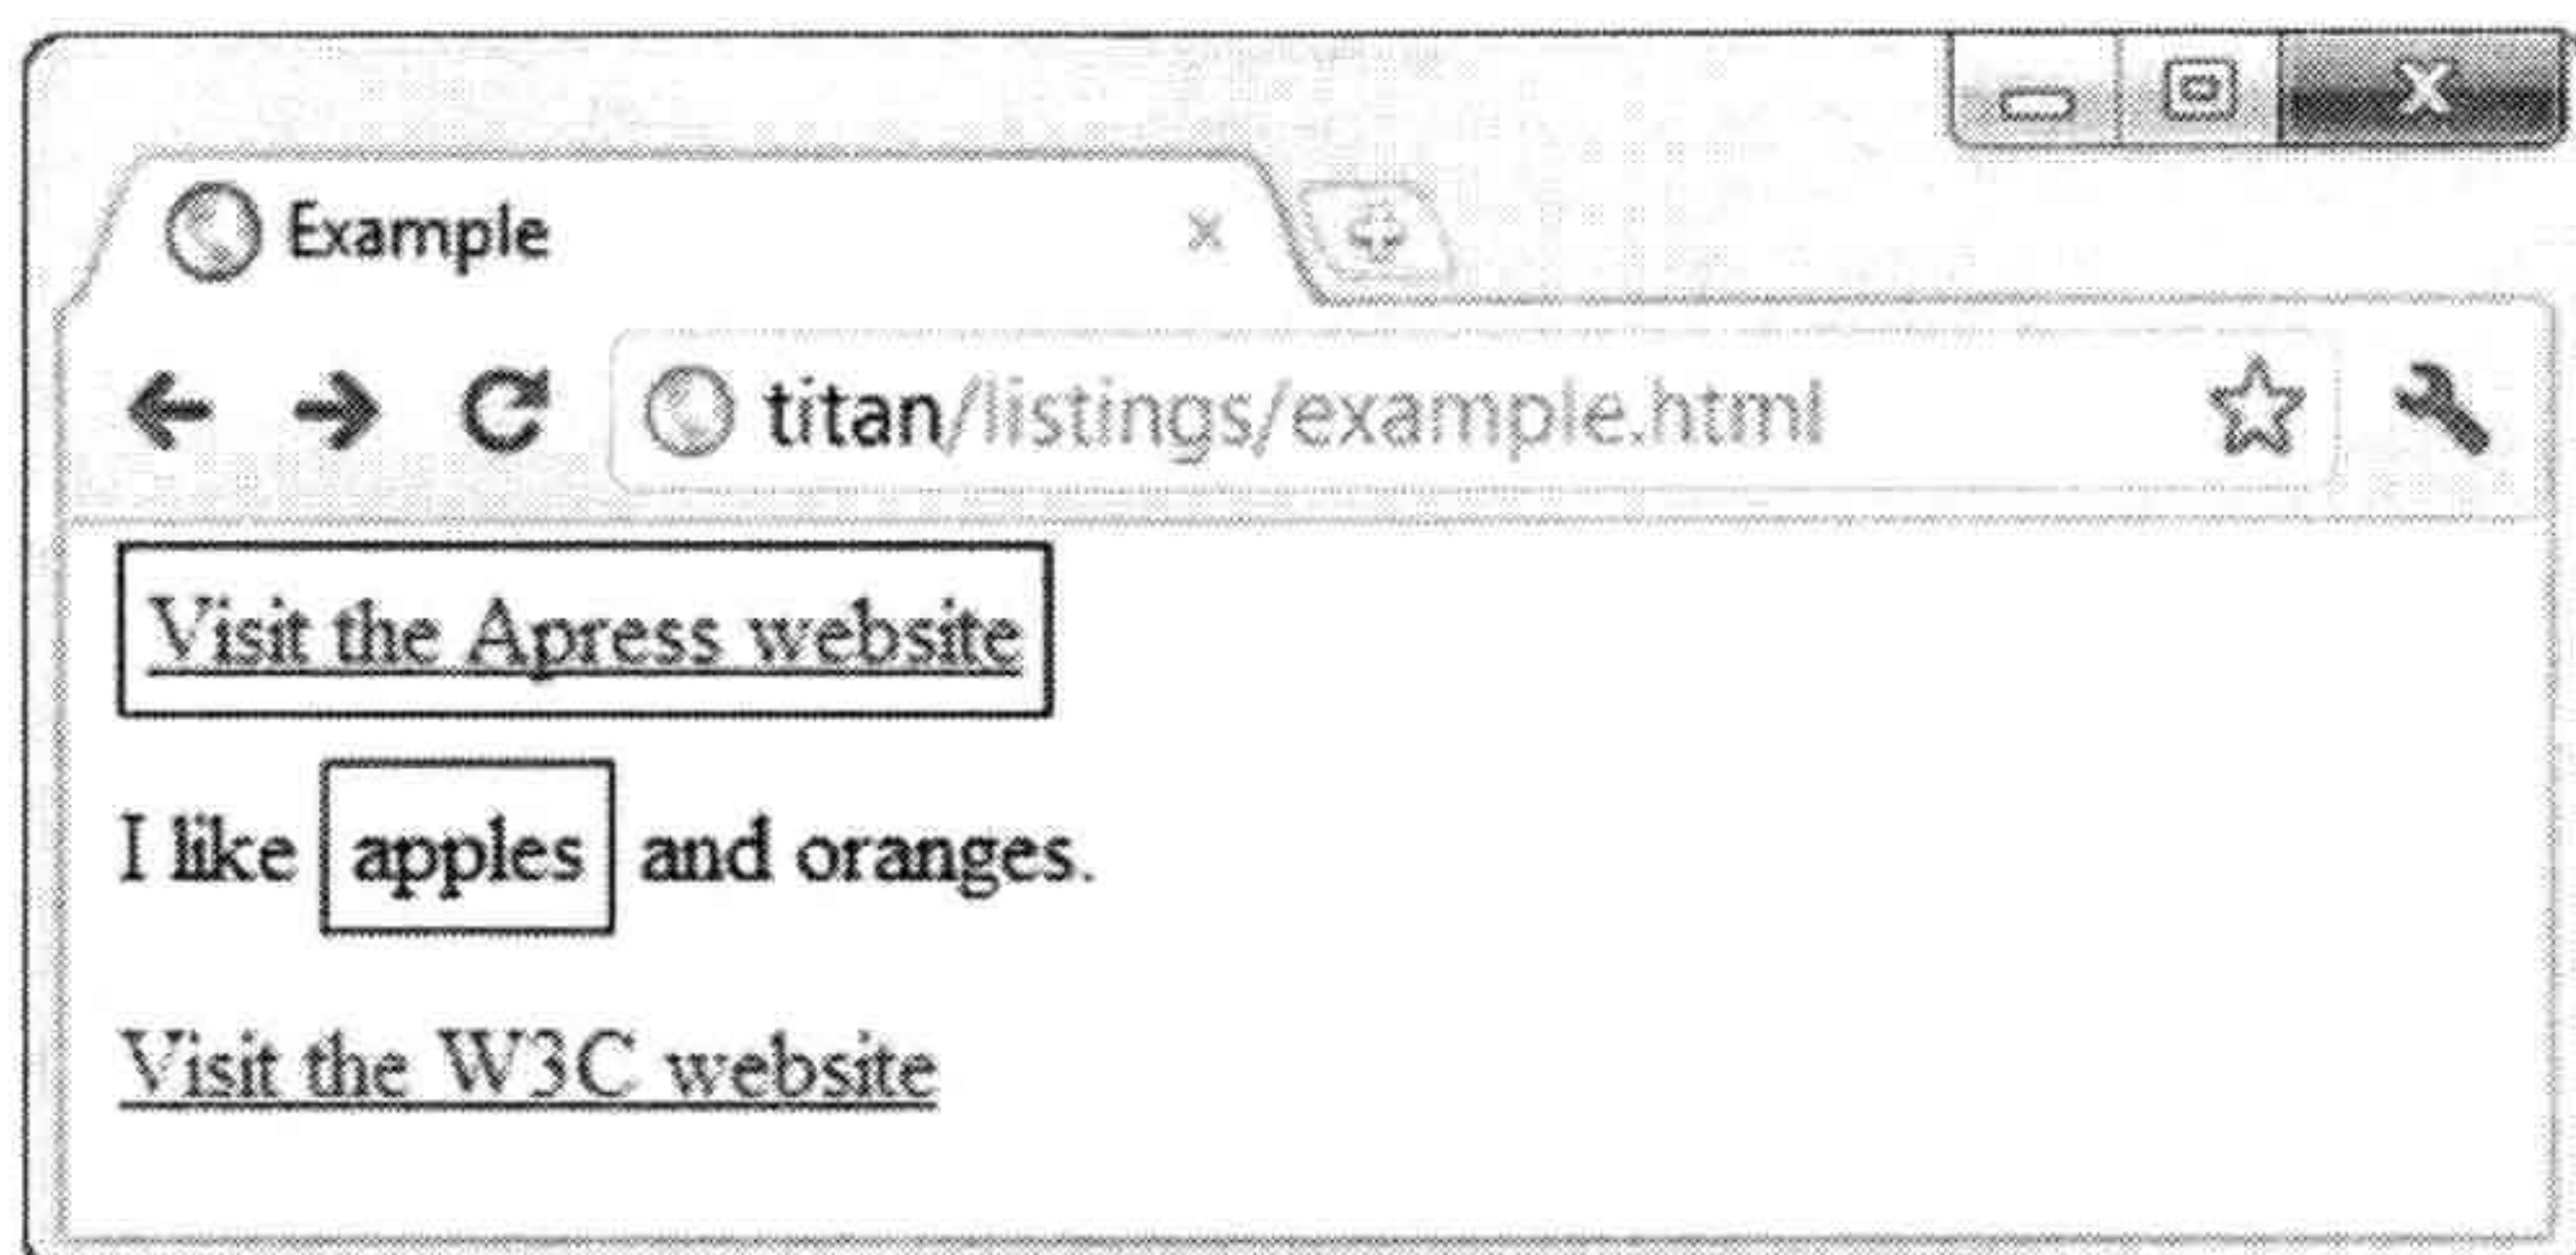 Example
titan/listings/example.html
Visit the Apress website
I like apples and oranges.
Visit the W3C website